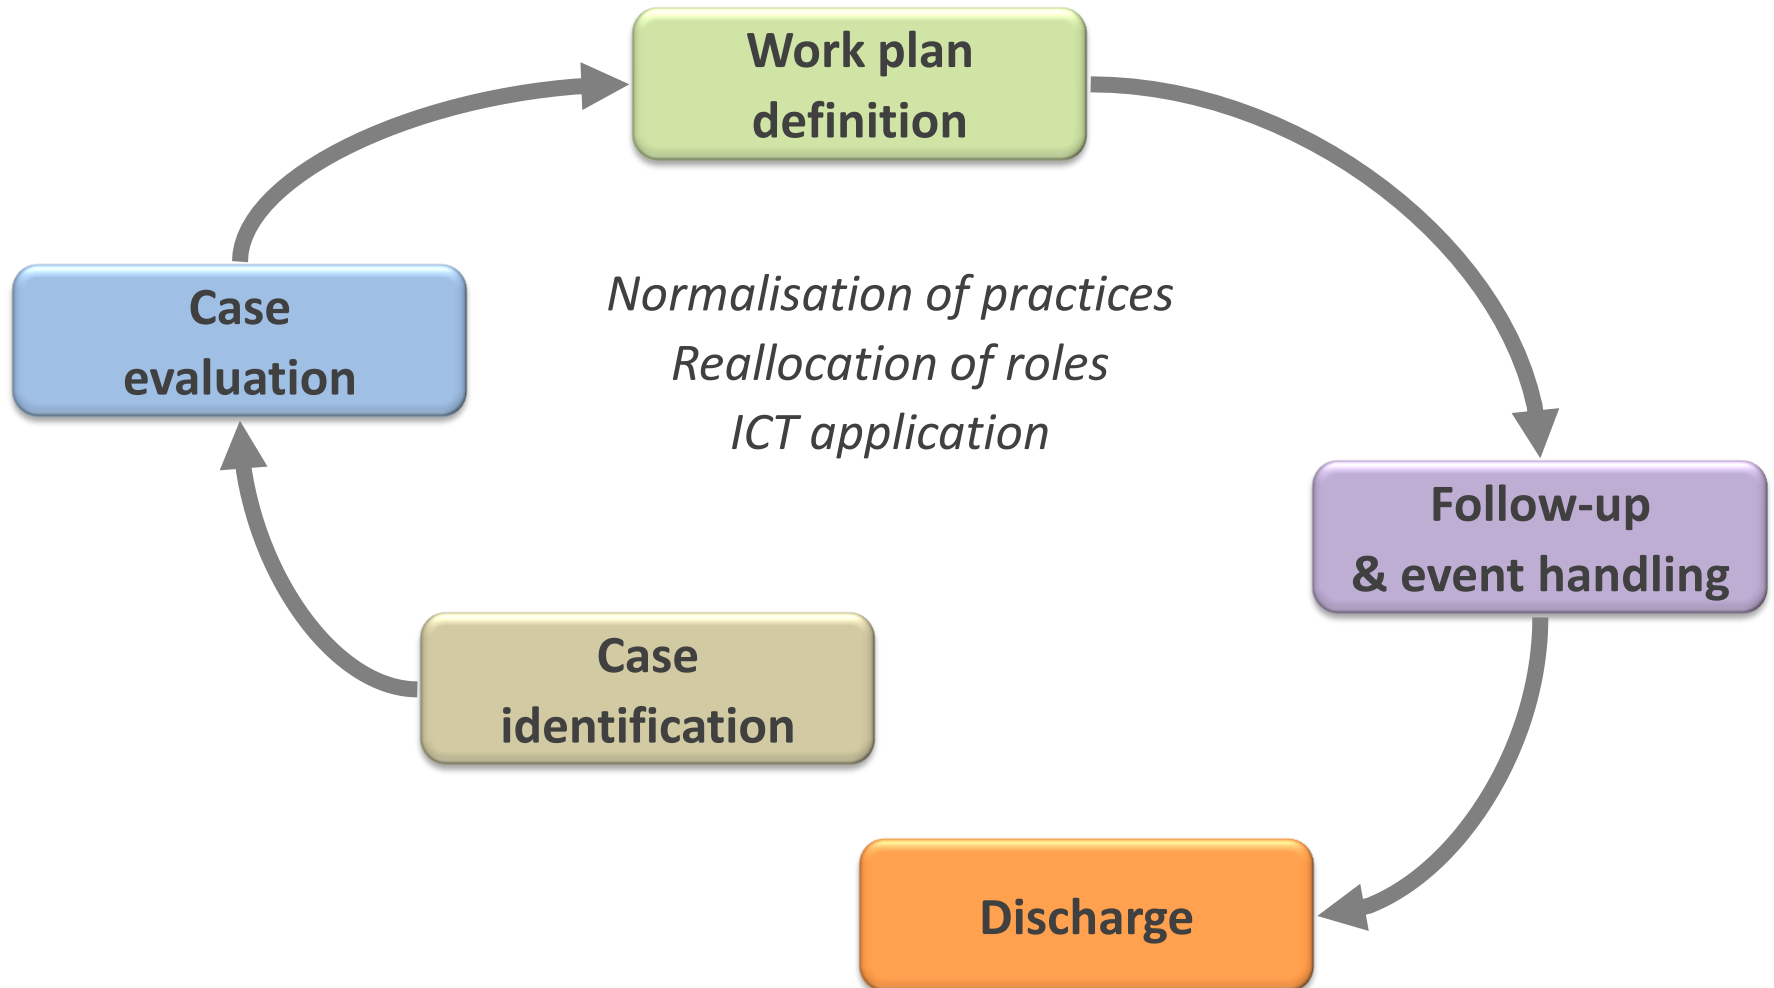 Work plan
definition
Case
evaluation
Normalisation of practices
Reallocation of roles
ICT application
Follow-up
& event handling
Case
identification
Discharge